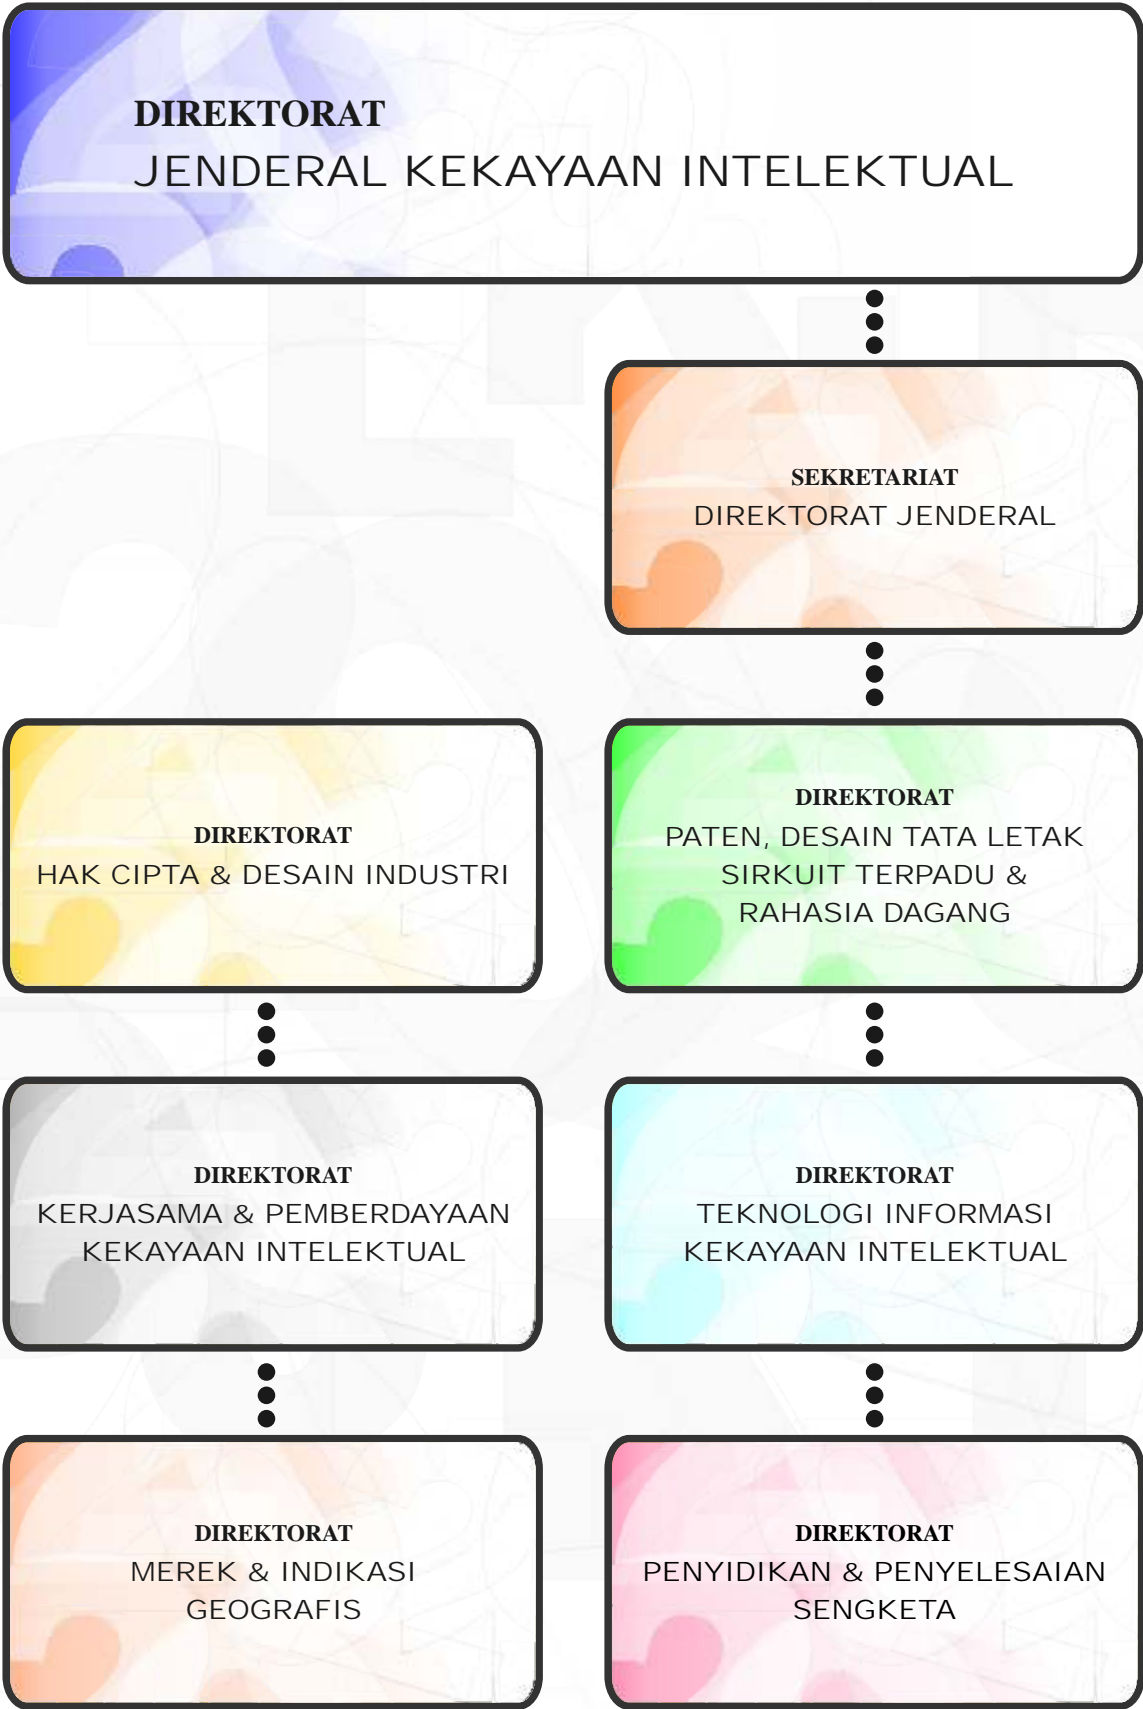 DIREKTORAT
JENDERAL KEKAYAAN INTELEKTUAL
SEKRETARIAT
DIREKTORAT JENDERAL
DIREKTORAT
HAK CIPTA & DESAIN INDUSTRI
DIREKTORAT
PATEN, DESAIN TATA LETAK
SIRKUIT TERPADU &
RAHASIA DAGANG
DIREKTORAT
KERJASAMA & PEMBERDAYAAN
KEKAYAAN INTELEKTUAL
DIREKTORAT
TEKNOLOGI INFORMASI
KEKAYAAN INTELEKTUAL
DIREKTORAT
MEREK & INDIKASI
GEOGRAFIS
DIREKTORAT
PENYIDIKAN & PENYELESAIAN
SENGKETA